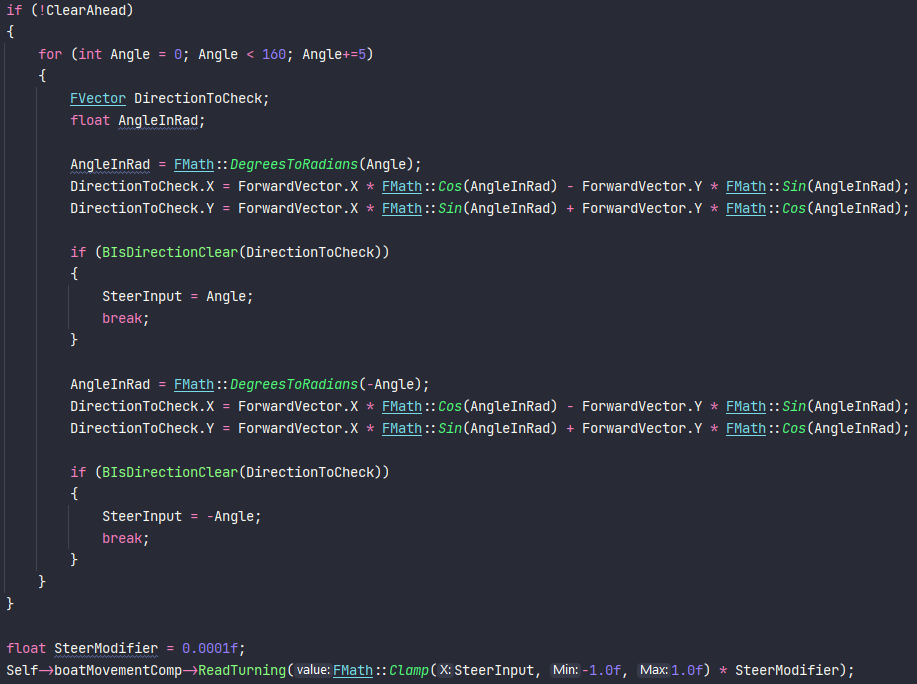 if (!ClearAhead)
{
for (int Angle = 0; Angle < 160; Angle+=5)
{
FVector DirectionToCheck;
float AngleInRad;
AngleInRad = FMath::DegreesToRadians(Angle);
DirectionToCheck.X = ForwardVector.X * FMath::Cos(AngleInRad) - ForwardVector.Y * FMath::Sin(AngleInRad);
DirectionToCheck.Y = ForwardVector.X * FMath::Sin(AngleInRad) + ForwardVector.Y * FMath::Cos(AngleInRad);
if (BIsDirectionClear(DirectionToCheck))
{
SteerInput = Angle;
break;
}
AngleInRad = FMath::DegreesToRadians(-Angle);
DirectionToCheck.X = ForwardVector.X * FMath::Cos(AngleInRad) - ForwardVector.Y * FMath::Sin(AngleInRad);
DirectionToCheck.Y = ForwardVector.X * FMath::Sin(AngleInRad) + ForwardVector.Y * FMath::Cos(AngleInRad);
if (BIsDirectionClear(DirectionToCheck))
{
SteerInput = -Angle;
break;
}
}
}
float SteerModifier = 0.0001f;
Self->boatMovementComp->ReadTurning(value: FMath::Clamp(X: SteerInput, Min: -1.0f, Max: 1.0f) * SteerModifier);